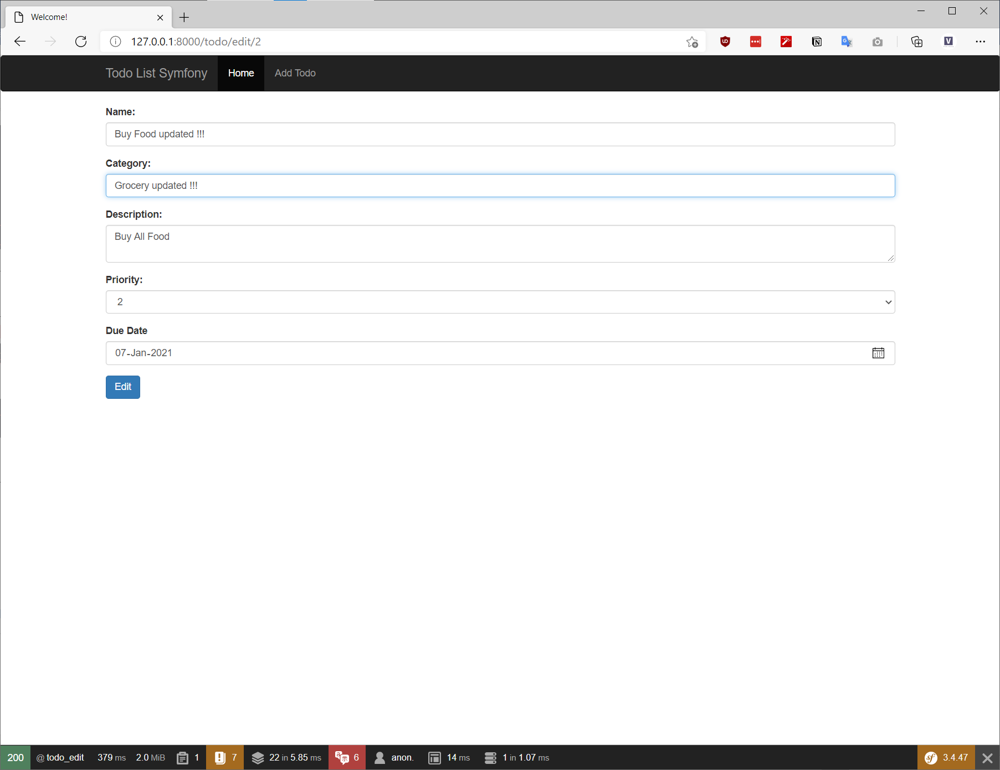 Welcome!
127.0.0.1:8000/todo/edit/2
Todo List Symfony Home Add Todo
Name:
Buy Food updated !!!
Category:
Grocery updated !!!
Description:
Buy All Food
Priority:
2
Due Date
07-Jan-2021
Edit
200 @ todo_edit 379 ms 2.0 MiB 1 7 22 in 5.85 ms 6 anon. 14 ms 1 in 1.07 ms sf 3.4.47